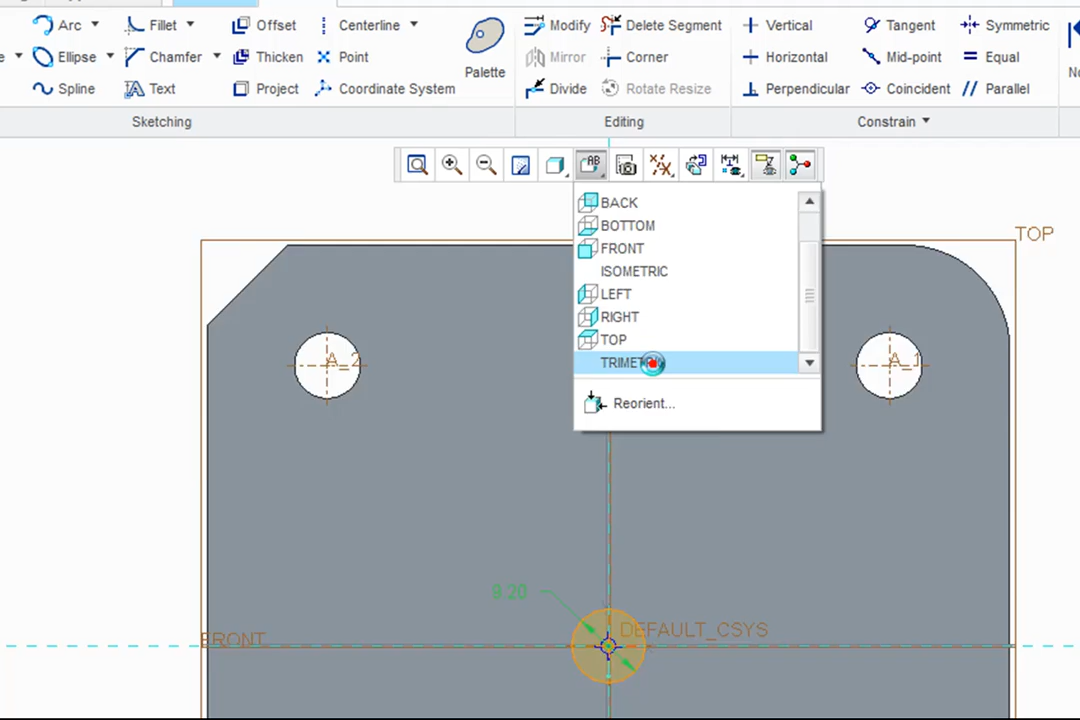 Arc Fillet Offset Centerline Modify Delete Segment Vertical Tangent Symmetric
Ellipse Chamfer Thicken Point Palette Mirror Corner Horizontal Mid-point Equal
Spline Text Project Coordinate System Divide Rotate Resize Perpendicular Coincident Parallel
Sketching Editing Constrain
BACK
BOTTOM
FRONT
ISOMETRIC
LEFT
RIGHT
TOP
Reorient...
TOP
A_2
A_1
9.20
FRONT
DEFAULT_CSYS